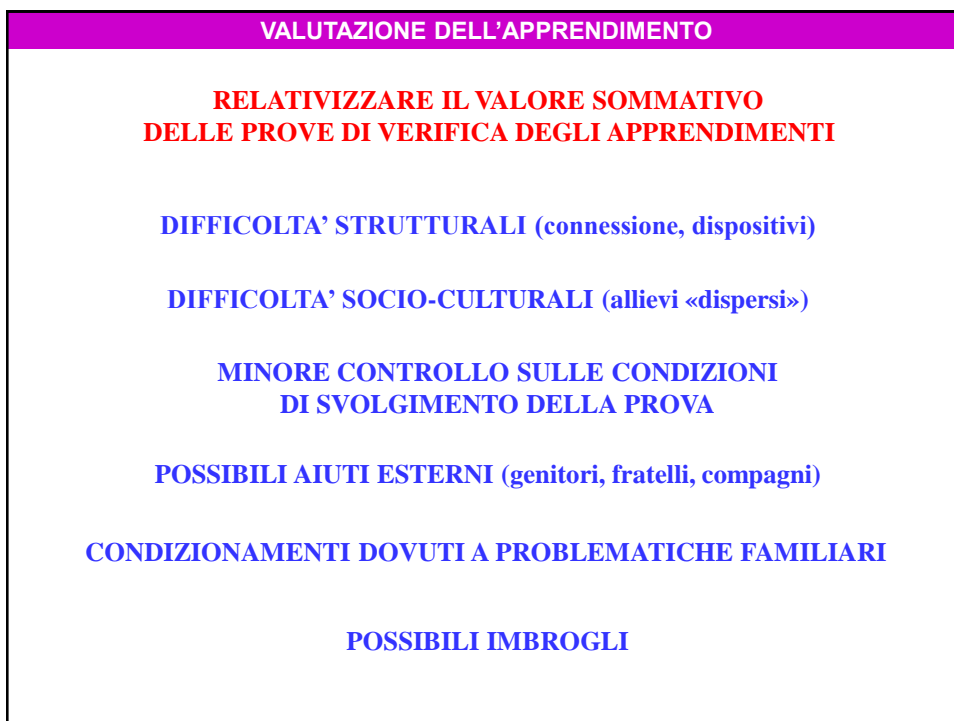 VALUTAZIONE DELL’APPRENDIMENTO
RELATIVIZZARE IL VALORE SOMMATIVO
DELLE PROVE DI VERIFICA DEGLI APPRENDIMENTI
DIFFICOLTA’ STRUTTURALI (connessione, dispositivi)
DIFFICOLTA’ SOCIO-CULTURALI (allievi «dispersi»)
MINORE CONTROLLO SULLE CONDIZIONI
DI SVOLGIMENTO DELLA PROVA
POSSIBILI AIUTI ESTERNI (genitori, fratelli, compagni)
CONDIZIONAMENTI DOVUTI A PROBLEMATICHE FAMILIARI
POSSIBILI IMBROGLI